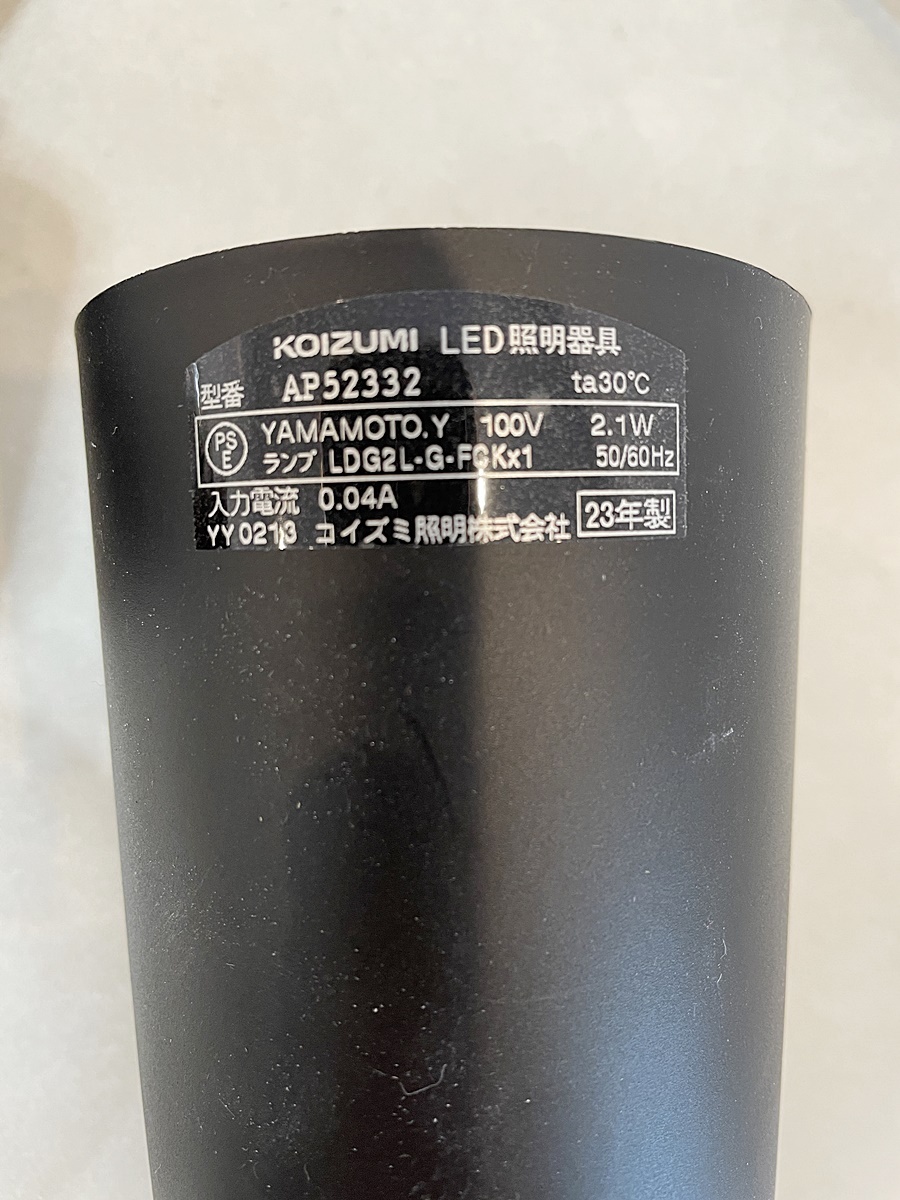 KOIZUMI LED照明器具
型番 AP52332 ta30℃
PS E YAMAMOTO.Y 100V 2.1W
ランプ LDG2L-G-FCKx1 50/60Hz
入力電流 0.04A
YY0213 コイズミ照明株式会社 23年製